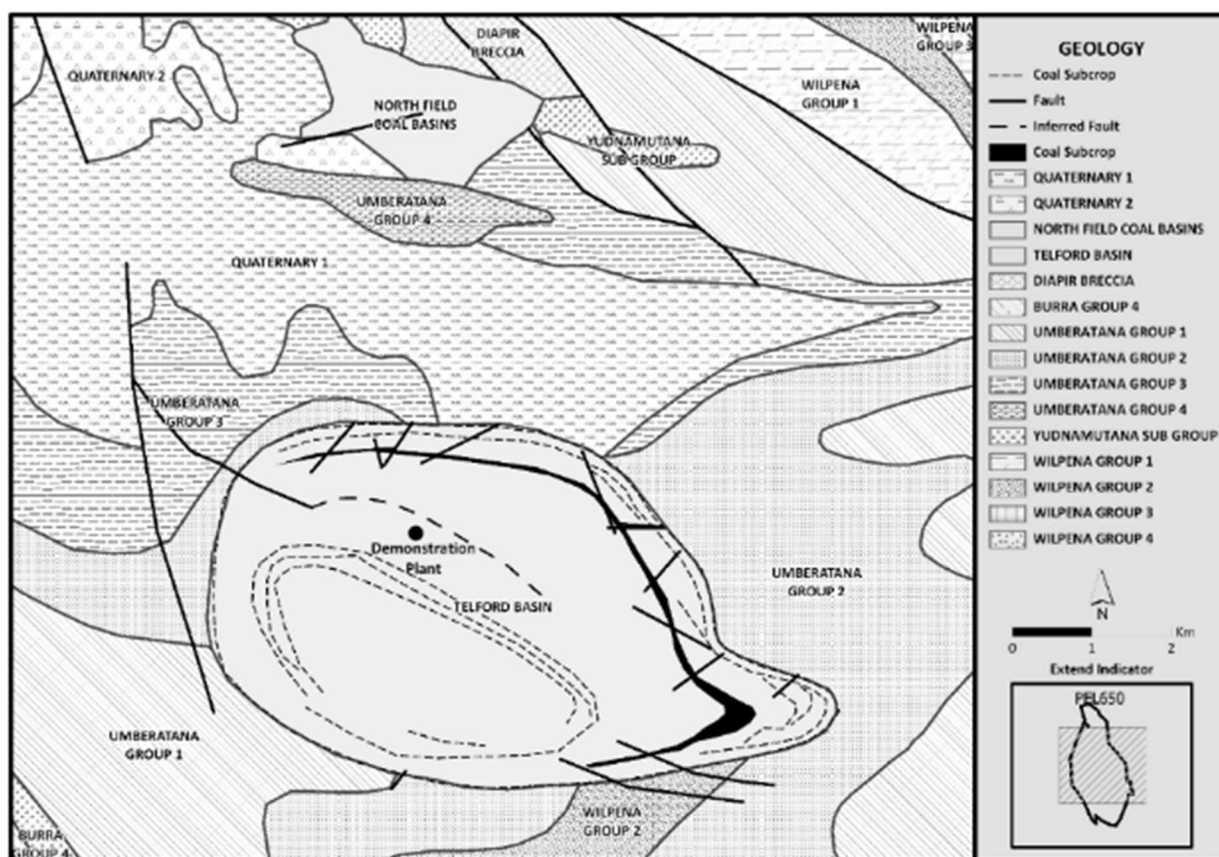 DIAPIR
BRECCIA
WILPENA
GROUP 3
QUATERNARY 2
WILPENA
GROUP 1
NORTH FIELD
COAL BASINS
YUDNAMUTANA
SUB GROUP
UMBERATANA
GROUP 4
QUATERNARY 1
UMBERATANA
GROUP 3
Demonstration
Plant
TELFORD BASIN
UMBERATANA
GROUP 2
UMBERATANA
GROUP 1
WILPENA
GROUP 2
BURRA
GROUP 4
GEOLOGY
Coal Subcrop
Fault
Inferred Fault
Coal Subcrop
QUATERNARY 1
QUATERNARY 2
NORTH FIELD COAL BASINS
TELFORD BASIN
DIAPIR BRECCIA
BURRA GROUP 4
UMBERATANA GROUP 1
UMBERATANA GROUP 2
UMBERATANA GROUP 3
UMBERATANA GROUP 4
YUDNAMUTANA SUB GROUP
WILPENA GROUP 1
WILPENA GROUP 2
WILPENA GROUP 3
WILPENA GROUP 4
N
Km
0 1 2
Extend Indicator
PEL650